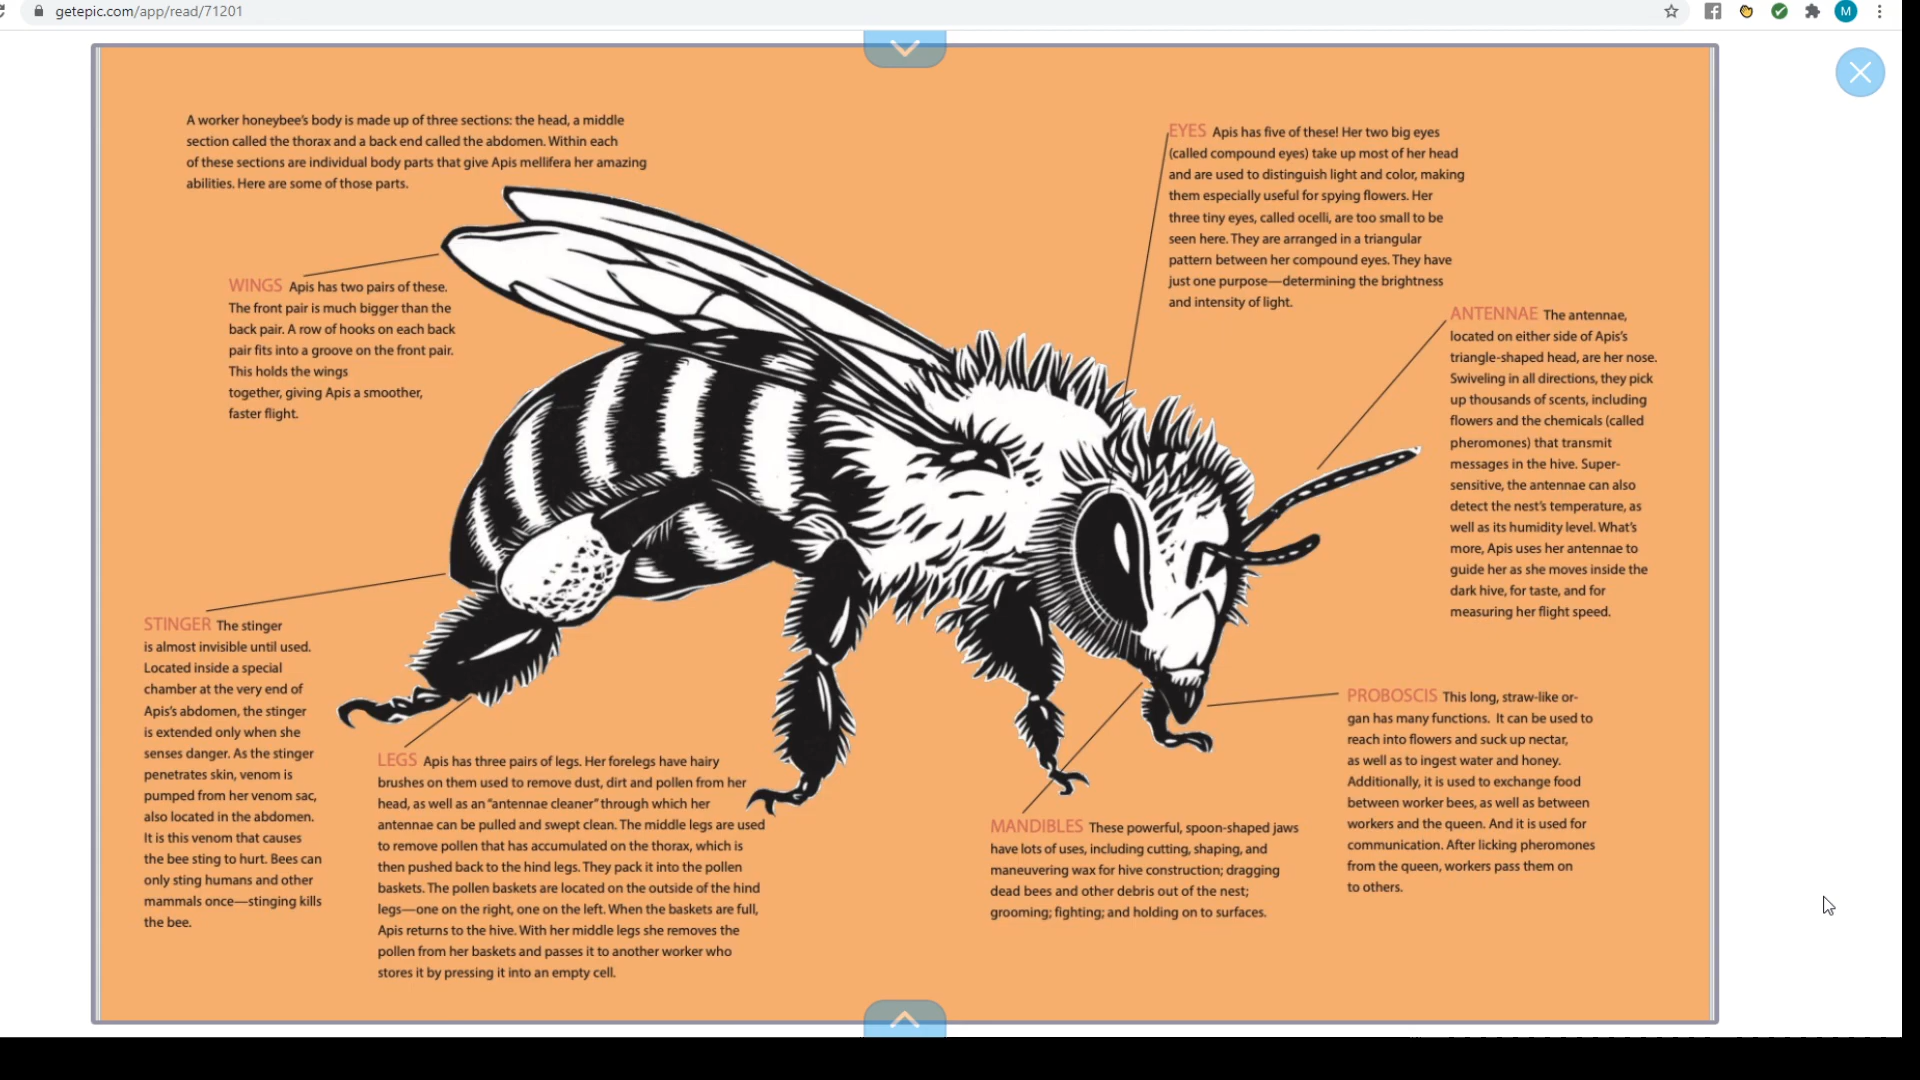 getepic.com/app/read/71201
M
A worker honeybee's body is made up of three sections: the head, a middle
section called the thorax and a back end called the abdomen. Within each
of these sections are individual body parts that give Apis mellifera her amazing
abilities. Here are some of those parts.
WINGS Apis has two pairs of these.
The front pair is much bigger than the
back pair. A row of hooks on each back
pair fits into a groove on the front pair.
This holds the wings
together, giving Apis a smoother,
faster flight.
STINGER The stinger
is almost invisible until used.
Located inside a special
chamber at the very end of
Apis's abdomen, the stinger
is extended only when she
senses danger. As the stinger
penetrates skin, venom is
pumped from her venom sac,
also located in the abdomen.
It is this venom that causes
the bee sting to hurt. Bees can
only sting humans and other
mammals once—stinging kills
the bee.
LEGS Apis has three pairs of legs. Her forelegs have hairy
brushes on them used to remove dust, dirt and pollen from her
head, as well as an "antennae cleaner" through which her
antennae can be pulled and swept clean. The middle legs are used
to remove pollen that has accumulated on the thorax, which is
then pushed back to the hind legs. They pack it into the pollen
baskets. The pollen baskets are located on the outside of the hind
legs—one on the right, one on the left. When the baskets are full,
Apis returns to the hive. With her middle legs she removes the
pollen from her baskets and passes it to another worker who
stores it by pressing it into an empty cell.
EYES Apis has five of these! Her two big eyes
(called compound eyes) take up most of her head
and are used to distinguish light and color, making
them especially useful for spying flowers. Her
three tiny eyes, called ocelli, are too small to be
seen here. They are arranged in a triangular
pattern between her compound eyes. They have
just one purpose—determining the brightness
and intensity of light.
ANTENNAE The antennae,
located on either side of Apis's
triangle-shaped head, are her nose.
Swiveling in all directions, they pick
up thousands of scents, including
flowers and the chemicals (called
pheromones) that transmit
messages in the hive. Super-
sensitive, the antennae can also
detect the nest's temperature, as
well as its humidity level. What's
more, Apis uses her antennae to
guide her as she moves inside the
dark hive, for taste, and for
measuring her flight speed.
MANDIBLES These powerful, spoon-shaped jaws
have lots of uses, including cutting, shaping, and
maneuvering wax for hive construction; dragging
dead bees and other debris out of the nest;
grooming; fighting; and holding on to surfaces.
PROBOSCIS This long, straw-like or-
gan has many functions. It can be used to
reach into flowers and suck up nectar,
as well as to ingest water and honey.
Additionally, it is used to exchange food
between worker bees, as well as between
workers and the queen. And it is used for
communication. After licking pheromones
from the queen, workers pass them on
to others.